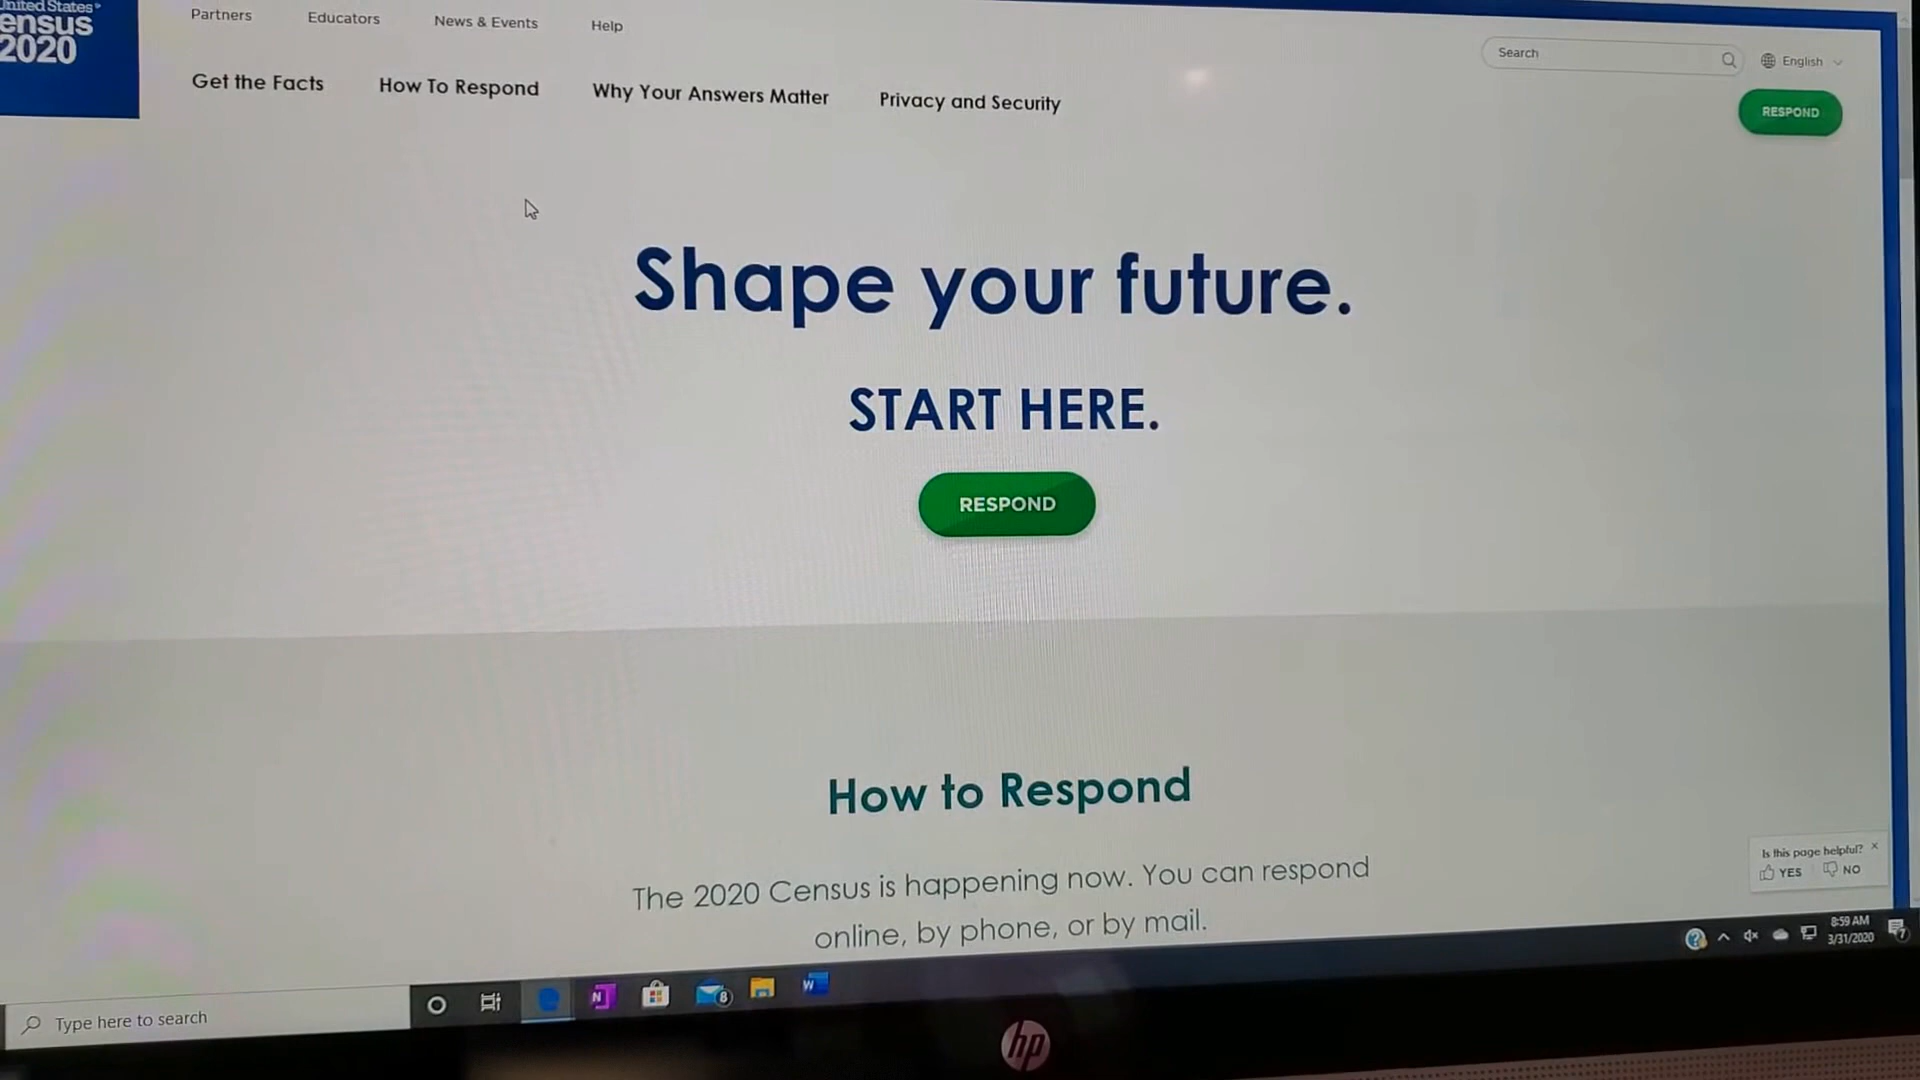 United States
ensus
2020
Partners
Educators
News & Events
Help
Search
English
Get the Facts
How To Respond
Why Your Answers Matter
Privacy and Security
RESPOND
Shape your future.
START HERE.
RESPOND
How to Respond
The 2020 Census is happening now. You can respond
online, by phone, or by mail.
Is this page helpful?
YES
NO
8:59 AM
3/31/2020
7
Type here to search
N
8
W
hp